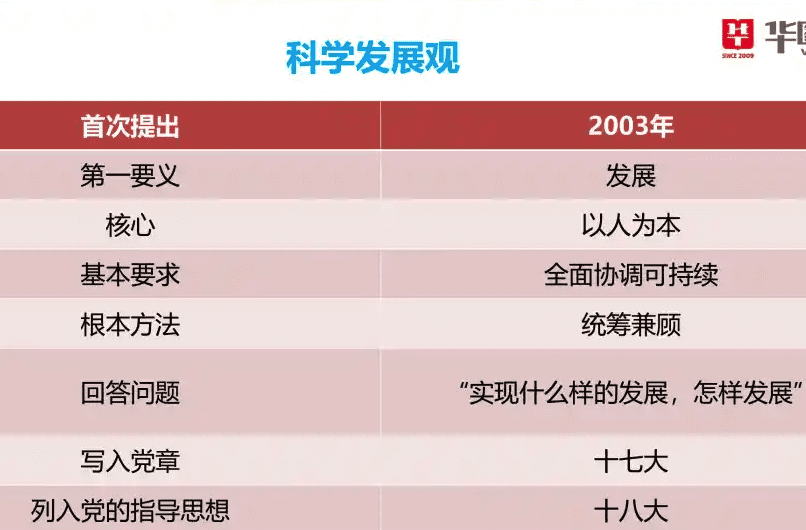 科学发展观
SINCE 2009
华
首次提出 2003年
第一要义 发展
核心 以人为本
基本要求 全面协调可持续
根本方法 统筹兼顾
回答问题 “实现什么样的发展，怎样发展”
写入党章 十七大
列入党的指导思想 十八大